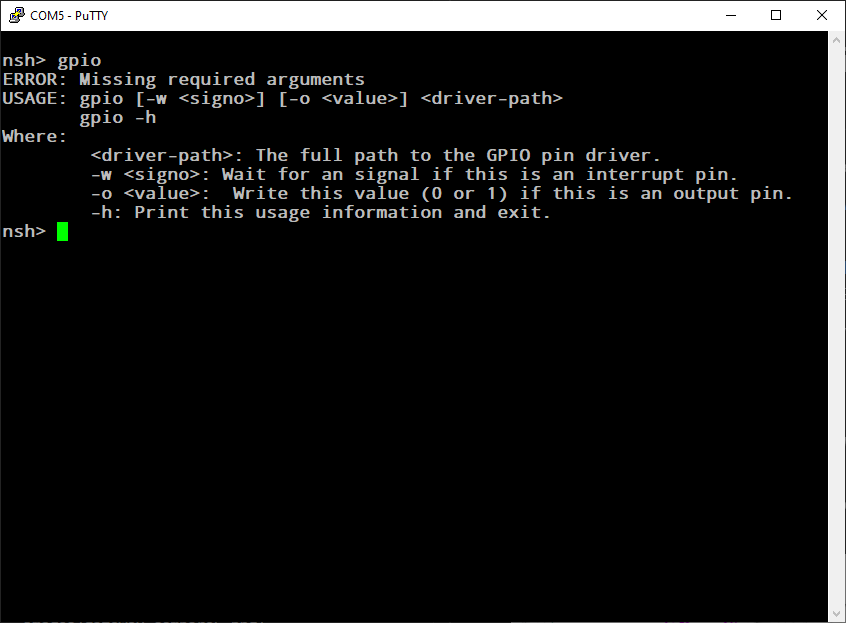 COM5 - PuTTY
nsh> gpio
ERROR: Missing required arguments
USAGE: gpio [-w <signo>] [-o <value>] <driver-path>
       gpio -h
Where:
        <driver-path>: The full path to the GPIO pin driver.
        -w <signo>: Wait for an signal if this is an interrupt pin.
        -o <value>:  Write this value (0 or 1) if this is an output pin.
        -h: Print this usage information and exit.
nsh>